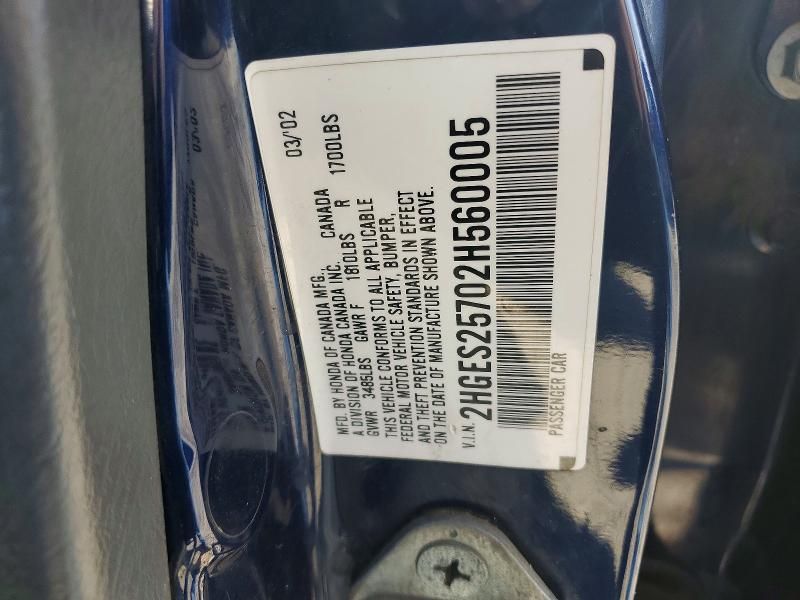 MFD. BY HONDA OF CANADA MFG. 03/'02
A DIVISION OF HONDA CANADA INC. CANADA
GVWR 3485LBS GAWR F 1810LBS R 1700LBS
THIS VEHICLE CONFORMS TO ALL APPLICABLE
FEDERAL MOTOR VEHICLE SAFETY, BUMPER,
AND THEFT PREVENTION STANDARDS IN EFFECT
ON THE DATE OF MANUFACTURE SHOWN ABOVE.
V.I.N. 2HGES25702H560005
PASSENGER CAR